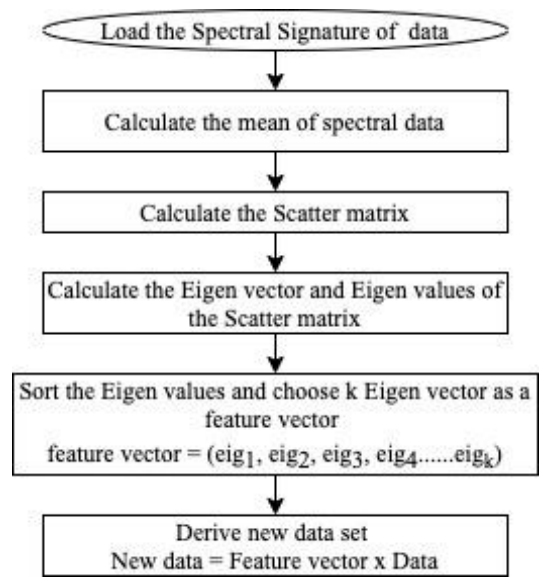 Load the Spectral Signature of data
Calculate the mean of spectral data
Calculate the Scatter matrix
Calculate the Eigen vector and Eigen values of
the Scatter matrix
Sort the Eigen values and choose k Eigen vector as a
feature vector
feature vector = (eig₁, eig₂, eig₃, eig₄......eigₖ)
Derive new data set
New data = Feature vector x Data